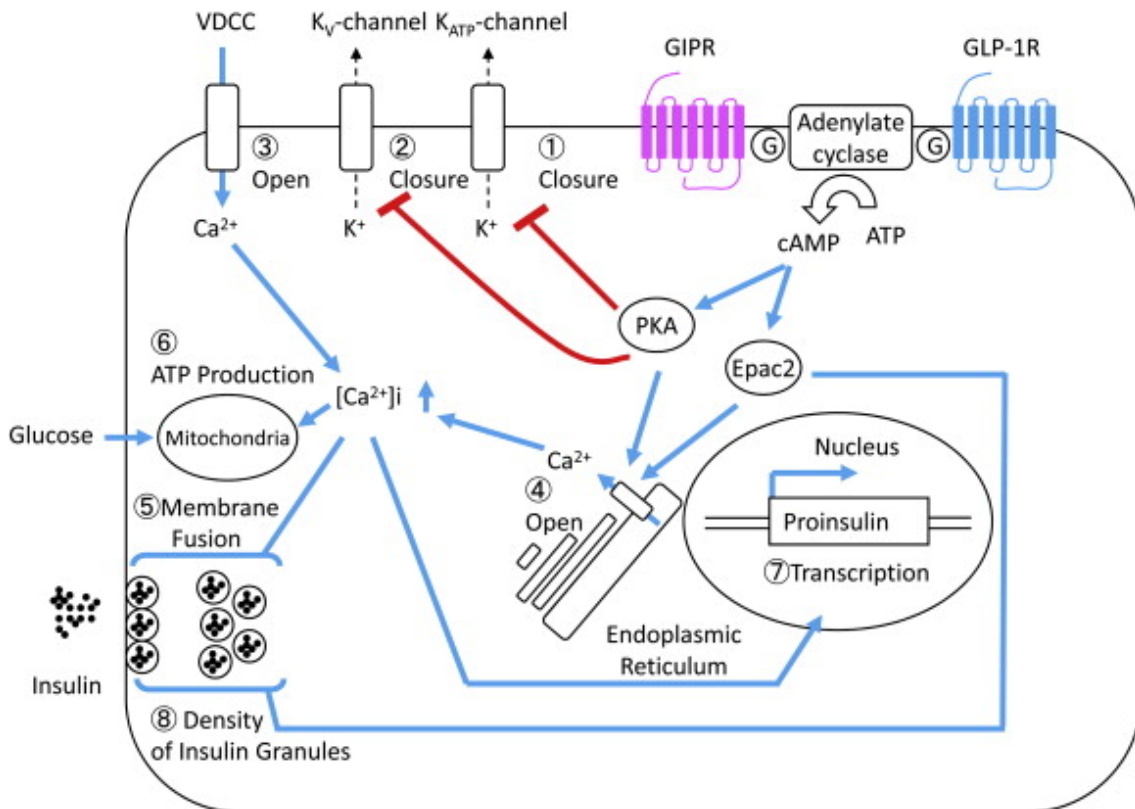 VDCC
K_V-channel
K_ATP-channel
GIPR
GLP-1R
G
Adenylate
cyclase
G
③
Open
②
Closure
①
Closure
Ca²⁺
K⁺
K⁺
cAMP
ATP
PKA
Epac2
⑥
ATP Production
[Ca²⁺]i
Glucose
Mitochondria
Ca²⁺
④
Open
Nucleus
Proinsulin
⑦Transcription
⑤Membrane
Fusion
Endoplasmic
Reticulum
Insulin
⑧ Density
of Insulin Granules